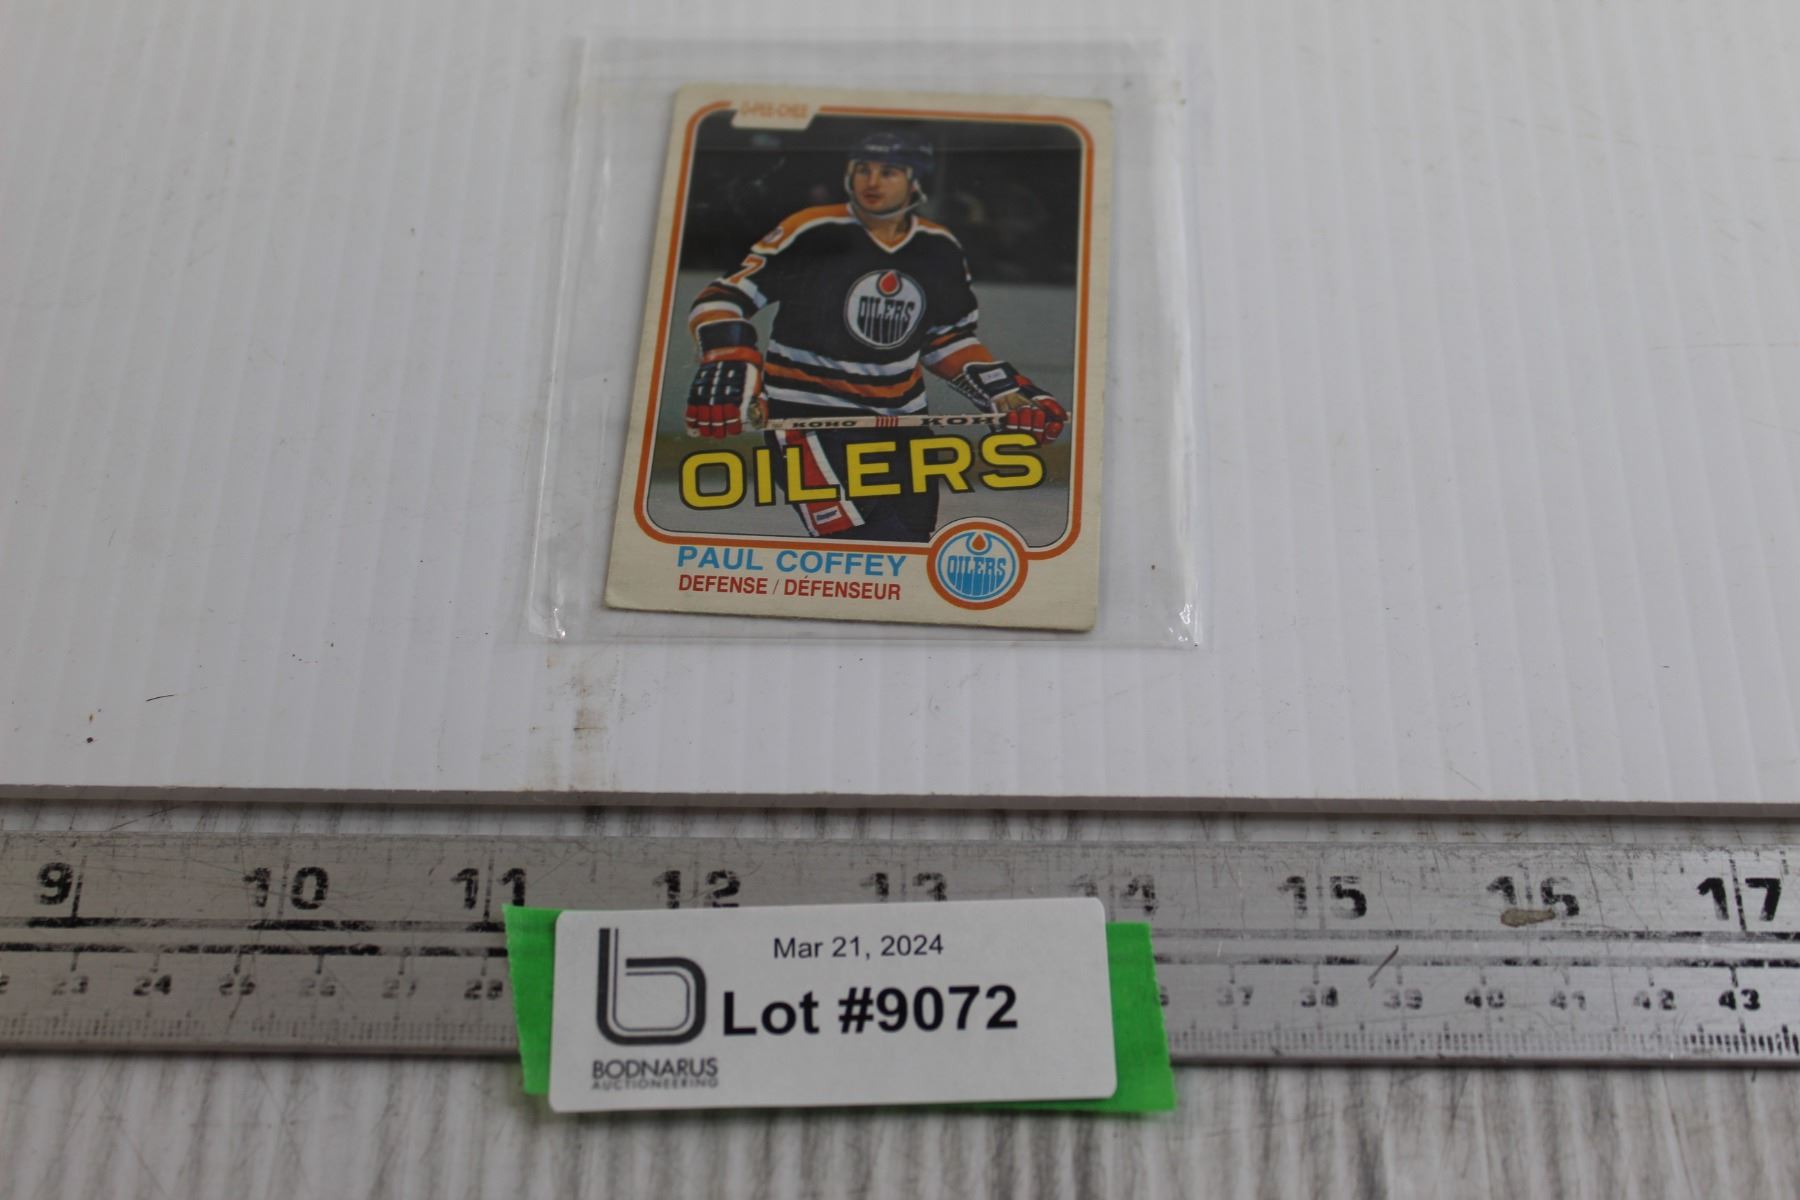 O-PEE-CHEE
7
OILERS
KOHO KOHO
OILERS
PAUL COFFEY
DEFENSE / DÉFENSEUR
OILERS
9 10 11 12 13 14 15 16 17
23 24 25 26 27 28 37 38 39 40 41 42 43
Mar 21, 2024
Lot #9072
b
BODNARUS
AUCTIONEERING